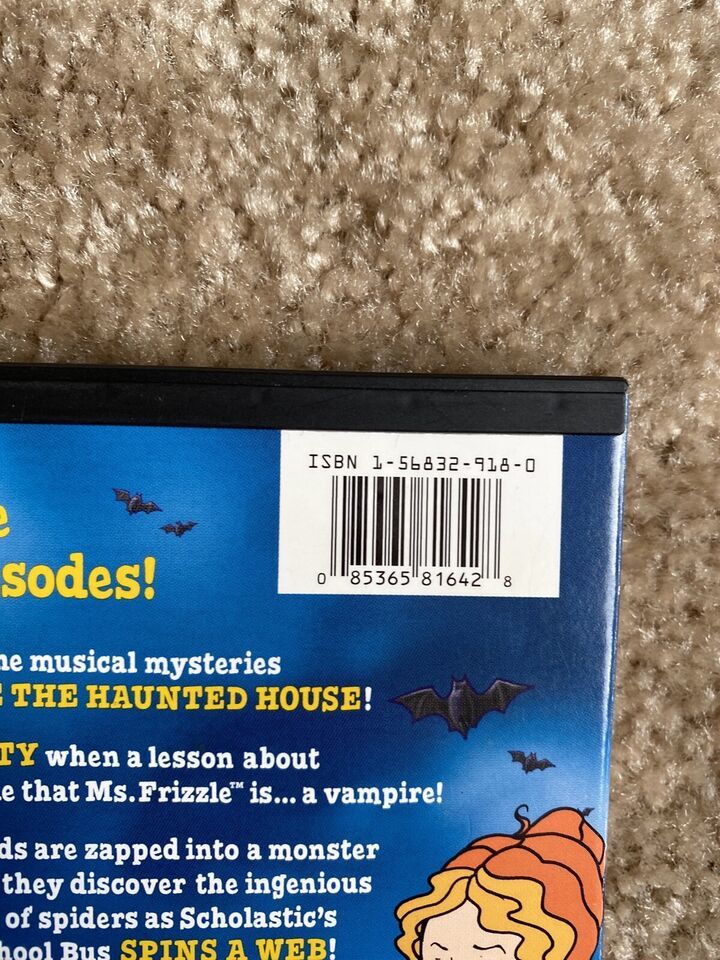 ISBN 1-56832-918-0
0 85365 81642 8
e
sodes!
he musical mysteries
E THE HAUNTED HOUSE!
TY when a lesson about
e that Ms.Frizzle™ is... a vampire!
ds are zapped into a monster
they discover the ingenious
of spiders as Scholastic's
hool Bus SPINS A WEB!